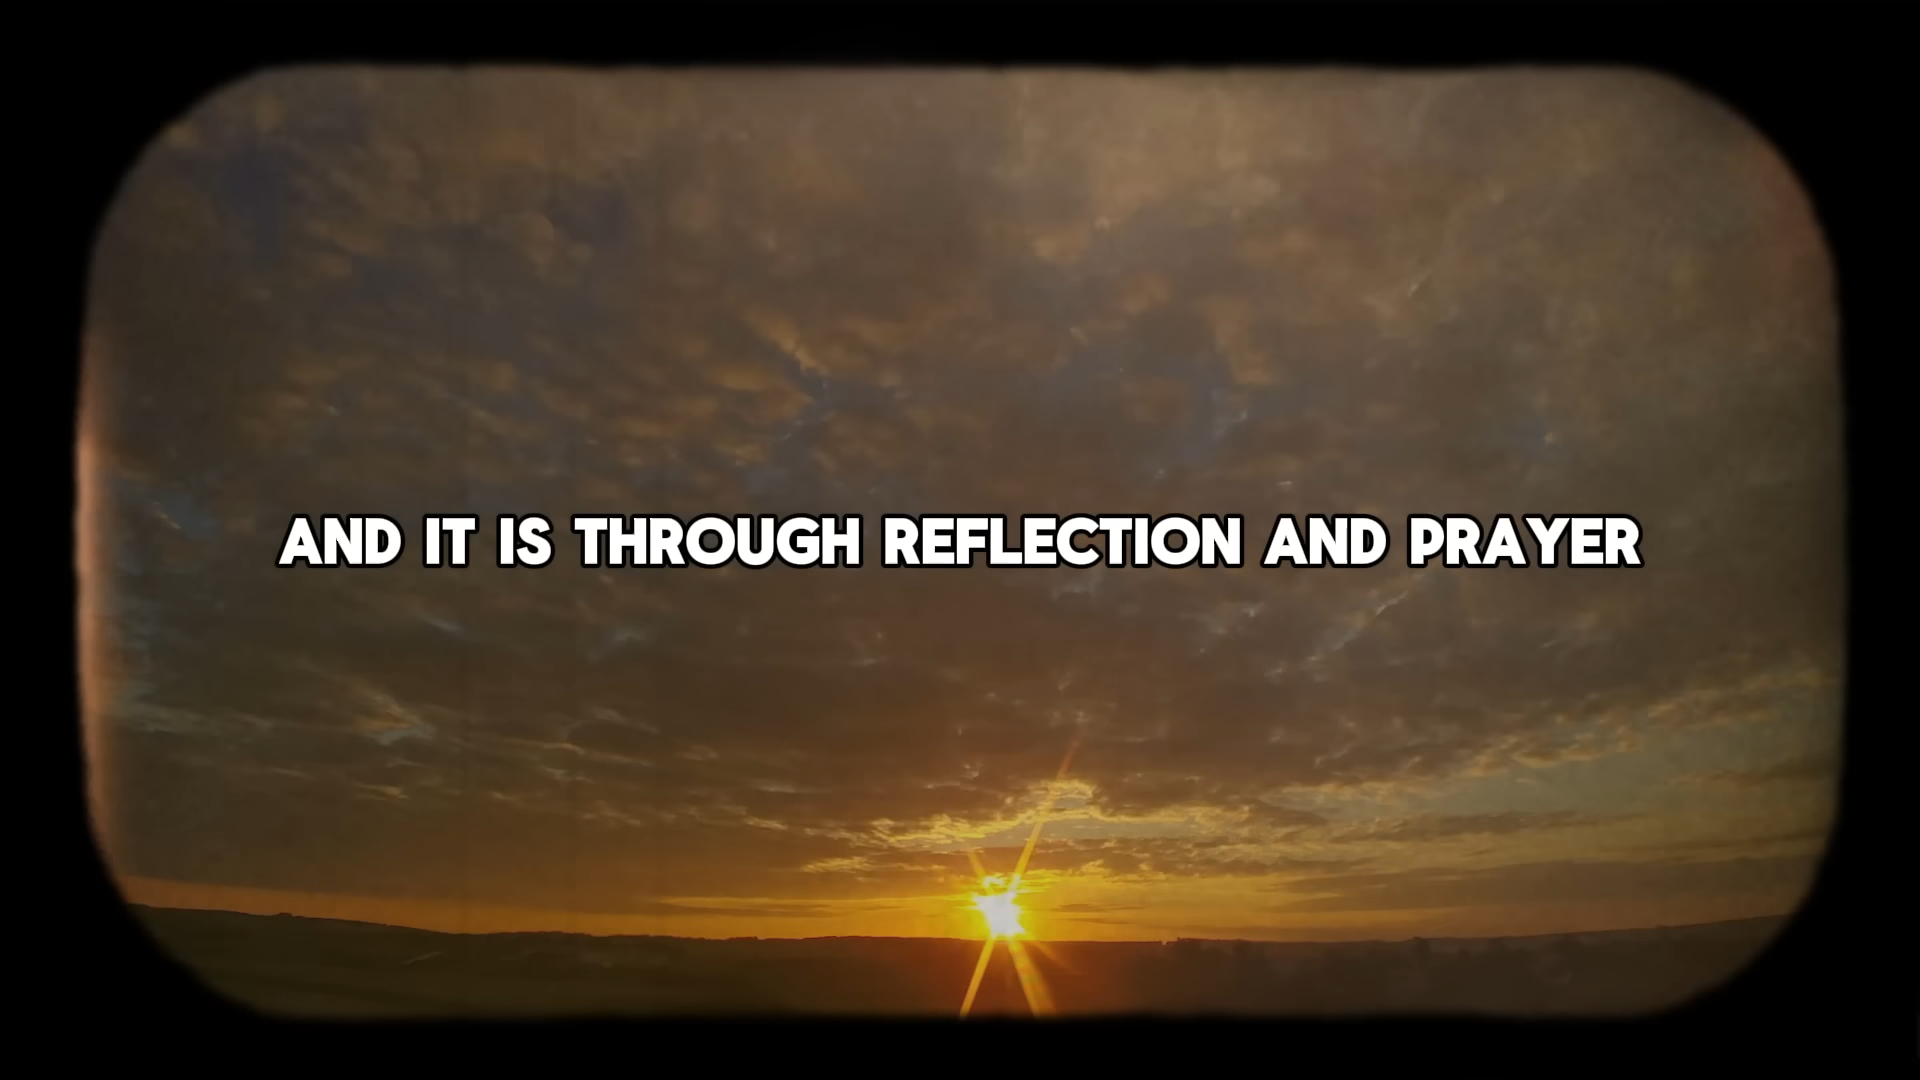 AND IT IS THROUGH REFLECTION AND PRAYER